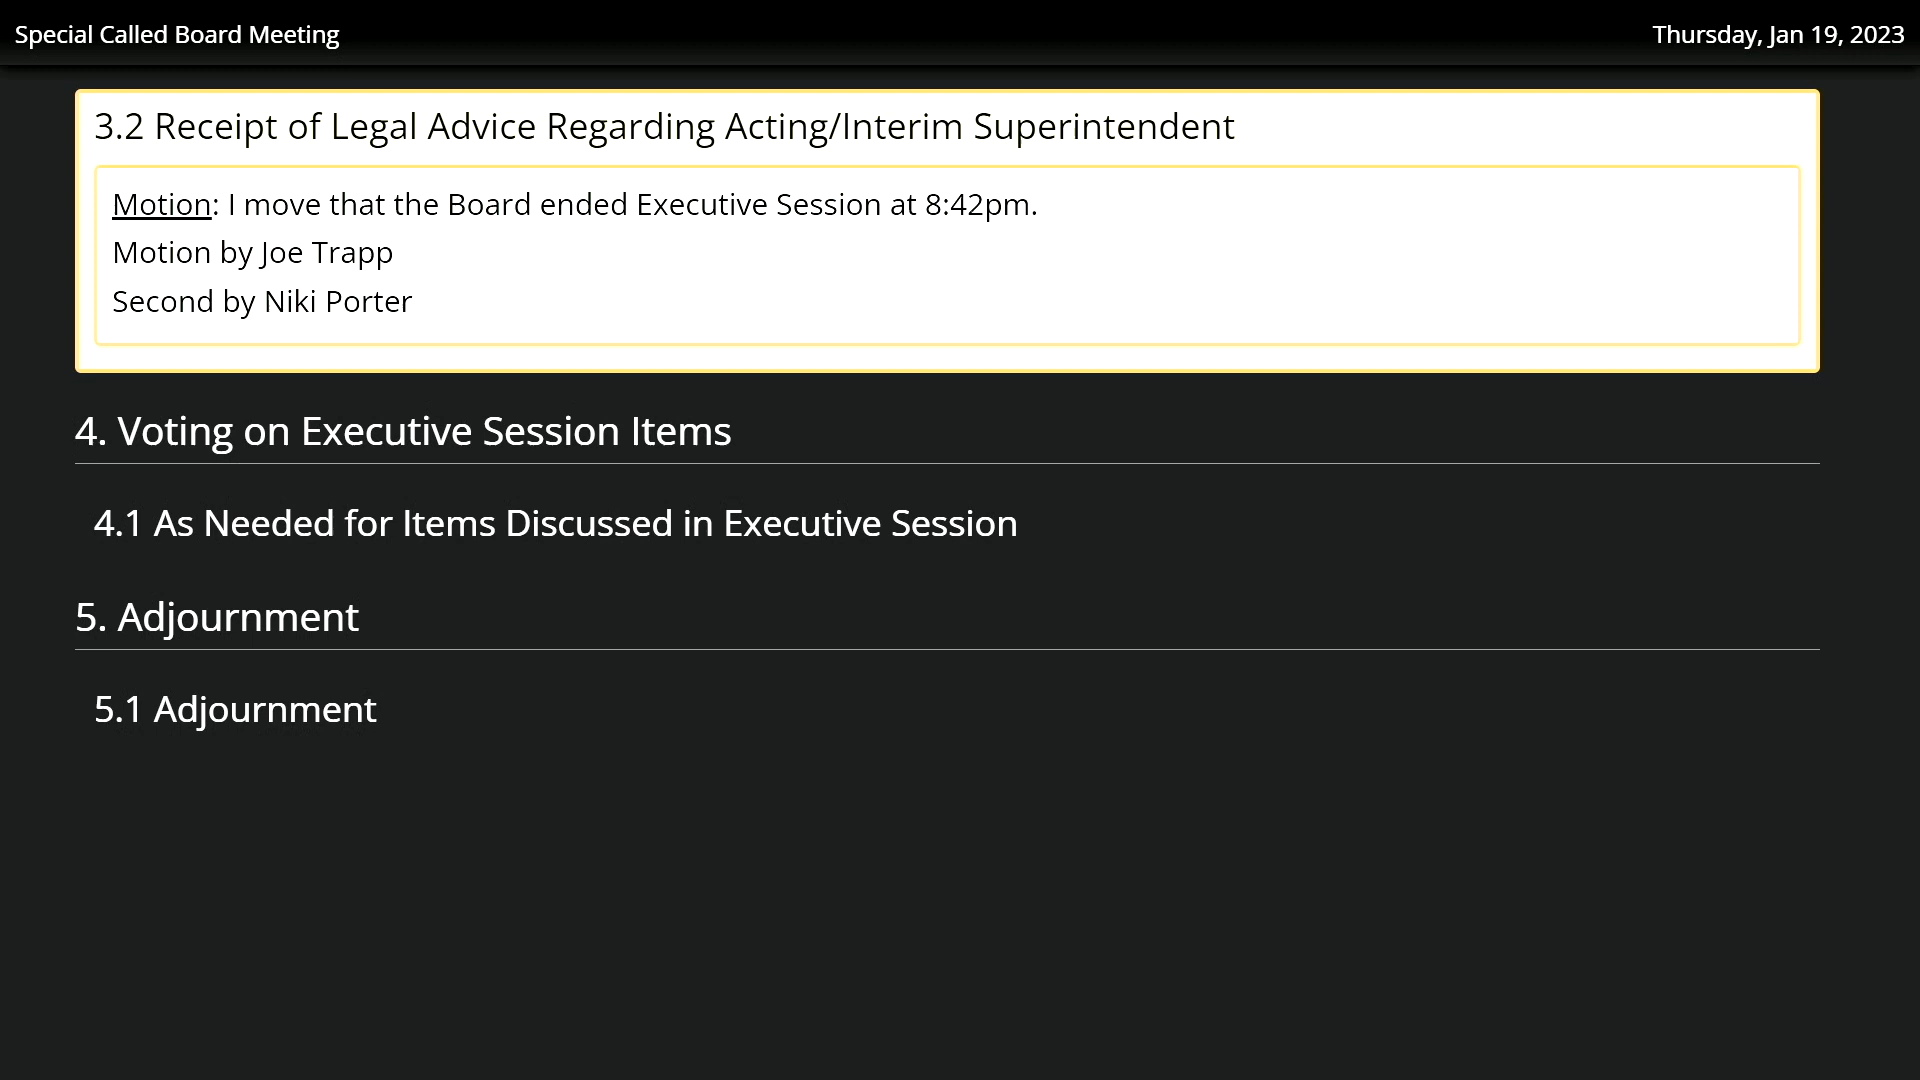 Special Called Board Meeting
Thursday, Jan 19, 2023
3.2 Receipt of Legal Advice Regarding Acting/Interim Superintendent
Motion: I move that the Board ended Executive Session at 8:42pm.
Motion by Joe Trapp
Second by Niki Porter
4. Voting on Executive Session Items
4.1 As Needed for Items Discussed in Executive Session
5. Adjournment
5.1 Adjournment